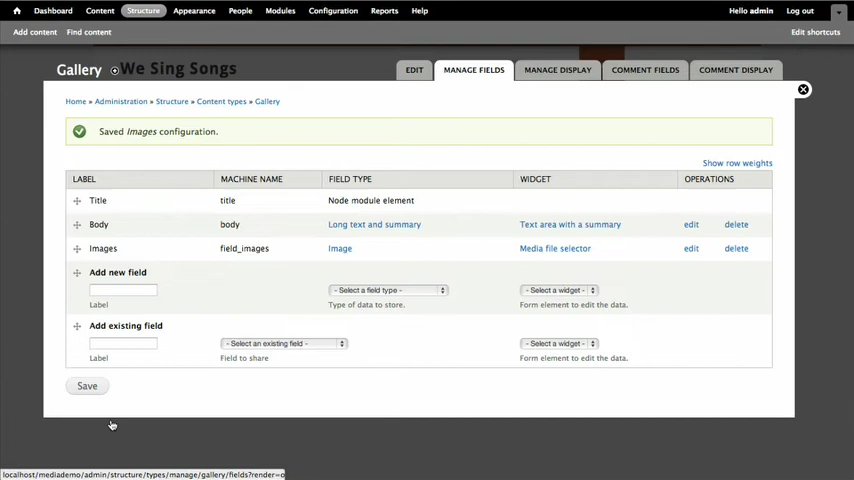 Dashboard Content Structure Appearance People Modules Configuration Reports Help Hello admin Log out
Add content Find content Edit shortcuts
Gallery We Sing Songs EDIT MANAGE FIELDS MANAGE DISPLAY COMMENT FIELDS COMMENT DISPLAY
Home » Administration » Structure » Content types » Gallery
Saved Images configuration.
Show row weights
LABEL MACHINE NAME FIELD TYPE WIDGET OPERATIONS
Title title Node module element
Body body Long text and summary Text area with a summary edit delete
Images field_images Image Media file selector edit delete
Add new field
- Select a field type - - Select a widget -
Label Type of data to store. Form element to edit the data.
Add existing field
- Select an existing field - - Select a widget -
Label Field to share Form element to edit the data.
Save
localhost/mediademo/admin/structure/types/manage/gallery/fields?render=o